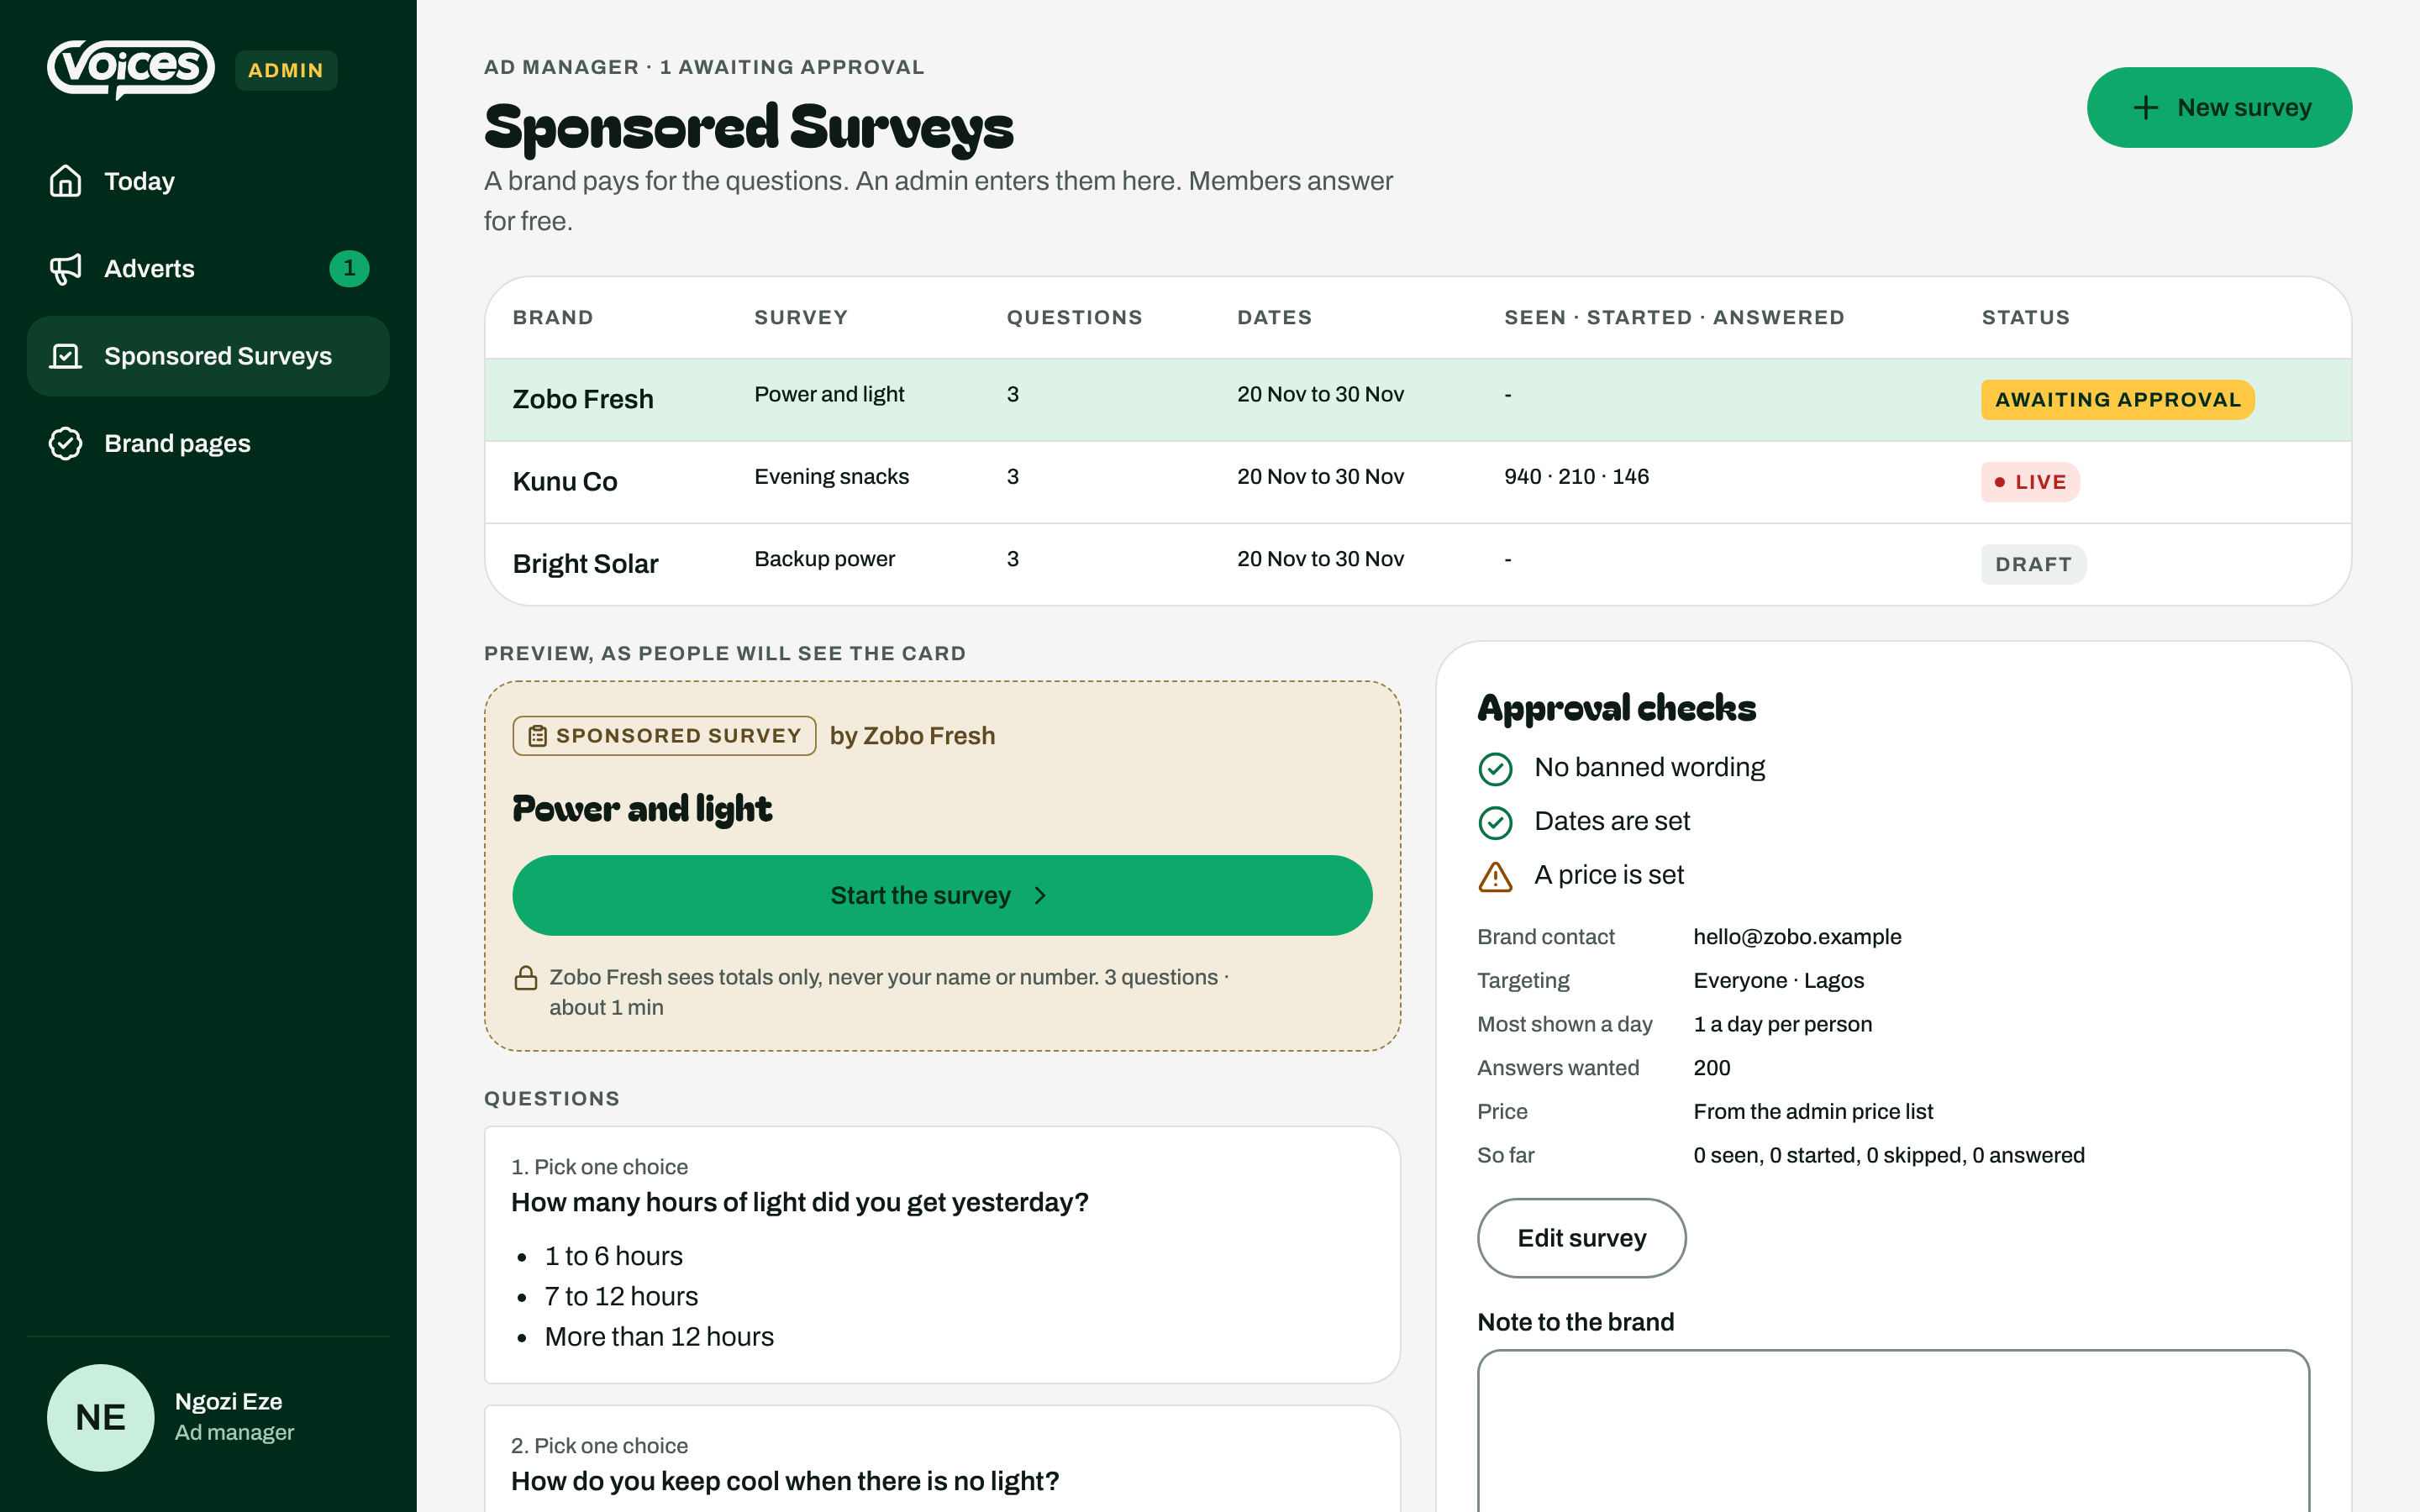 Voices
ADMIN
Today
Adverts
1
Sponsored Surveys
Brand pages
NE
Ngozi Eze
Ad manager
AD MANAGER · 1 AWAITING APPROVAL
Sponsored Surveys
A brand pays for the questions. An admin enters them here. Members answer
for free.
New survey
BRAND SURVEY QUESTIONS DATES SEEN · STARTED · ANSWERED STATUS
Zobo Fresh Power and light 3 20 Nov to 30 Nov - AWAITING APPROVAL
Kunu Co Evening snacks 3 20 Nov to 30 Nov 940 · 210 · 146 LIVE
Bright Solar Backup power 3 20 Nov to 30 Nov - DRAFT
PREVIEW, AS PEOPLE WILL SEE THE CARD
SPONSORED SURVEY by Zobo Fresh
Power and light
Start the survey
Zobo Fresh sees totals only, never your name or number. 3 questions ·
about 1 min
QUESTIONS
1. Pick one choice
How many hours of light did you get yesterday?
• 1 to 6 hours
• 7 to 12 hours
• More than 12 hours
2. Pick one choice
How do you keep cool when there is no light?
Approval checks
No banned wording
Dates are set
A price is set
Brand contact hello@zobo.example
Targeting Everyone · Lagos
Most shown a day 1 a day per person
Answers wanted 200
Price From the admin price list
So far 0 seen, 0 started, 0 skipped, 0 answered
Edit survey
Note to the brand